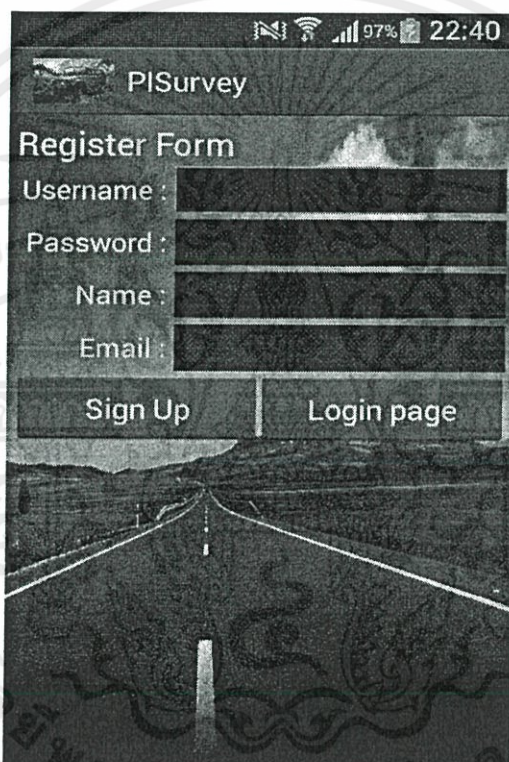 97% 22:40
PISurvey
Register Form
Username :
Password :
Name :
Email :
Sign Up Login page